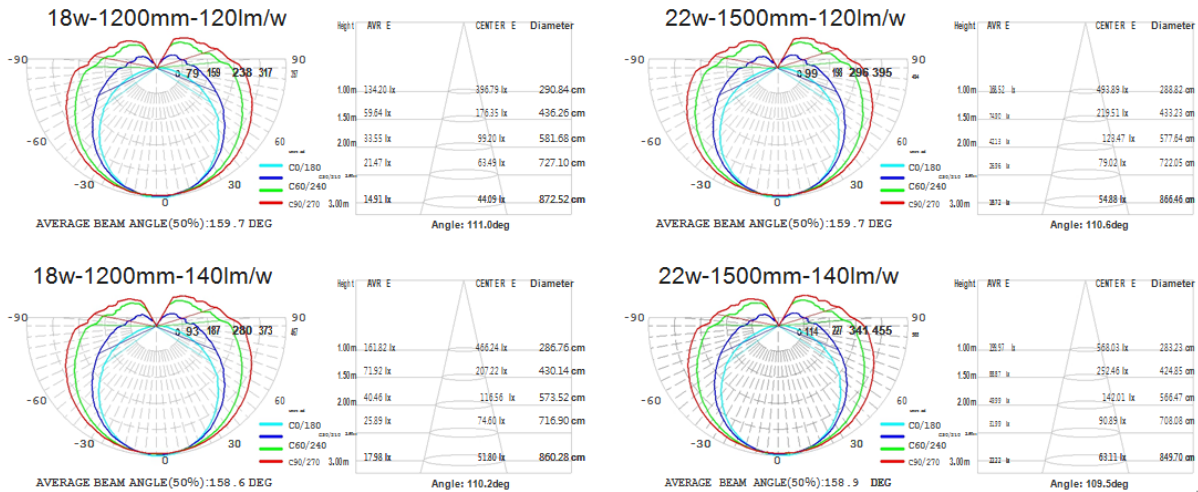 18w-1200mm-120lm/w
-90 90
0 79 159 238 317
-60 60
-30 30
0
C0/180
C60/240
C90/270
AVERAGE BEAM ANGLE(50%):159.7 DEG
Height AVR E CENTER E Diameter
1.00m 134.20 lx 396.79 lx 290.84 cm
1.50m 59.64 lx 176.35 lx 436.26 cm
2.00m 33.55 lx 99.20 lx 581.68 cm
21.47 lx 63.49 lx 727.10 cm
3.00m 14.91 lx 44.09 lx 872.52 cm
Angle: 111.0deg
22w-1500mm-120lm/w
-90 90
0 99 198 296 395
-60 60
-30 30
0
C0/180
C60/240
C90/270
AVERAGE BEAM ANGLE(50%):159.7 DEG
Height AVR E CENTER E Diameter
1.00m lx 493.89 lx 288.82 cm
1.50m lx 219.51 lx 433.23 cm
2.00m lx 123.47 lx 577.64 cm
lx 79.02 lx 722.05 cm
3.00m lx 54.88 lx 866.46 cm
Angle: 110.6deg
18w-1200mm-140lm/w
-90 90
0 93 187 280 373
-60 60
-30 30
0
C0/180
C60/240
C90/270
AVERAGE BEAM ANGLE(50%):158.6 DEG
Height AVR E CENTER E Diameter
1.00m 161.82 lx 466.24 lx 286.76 cm
1.50m 71.92 lx 207.22 lx 430.14 cm
2.00m 40.46 lx 116.56 lx 573.52 cm
25.89 lx 74.60 lx 716.90 cm
3.00m 17.98 lx 51.80 lx 860.28 cm
Angle: 110.2deg
22w-1500mm-140lm/w
-90 90
0 114 227 341 455
-60 60
-30 30
0
C0/180
C60/240
C90/270
AVERAGE BEAM ANGLE(50%):158.9 DEG
Height AVR E CENTER E Diameter
1.00m lx 568.03 lx 283.23 cm
1.50m lx 252.46 lx 424.85 cm
2.00m lx 142.01 lx 566.47 cm
lx 90.89 lx 708.08 cm
3.00m lx 63.11 lx 849.70 cm
Angle: 109.5deg